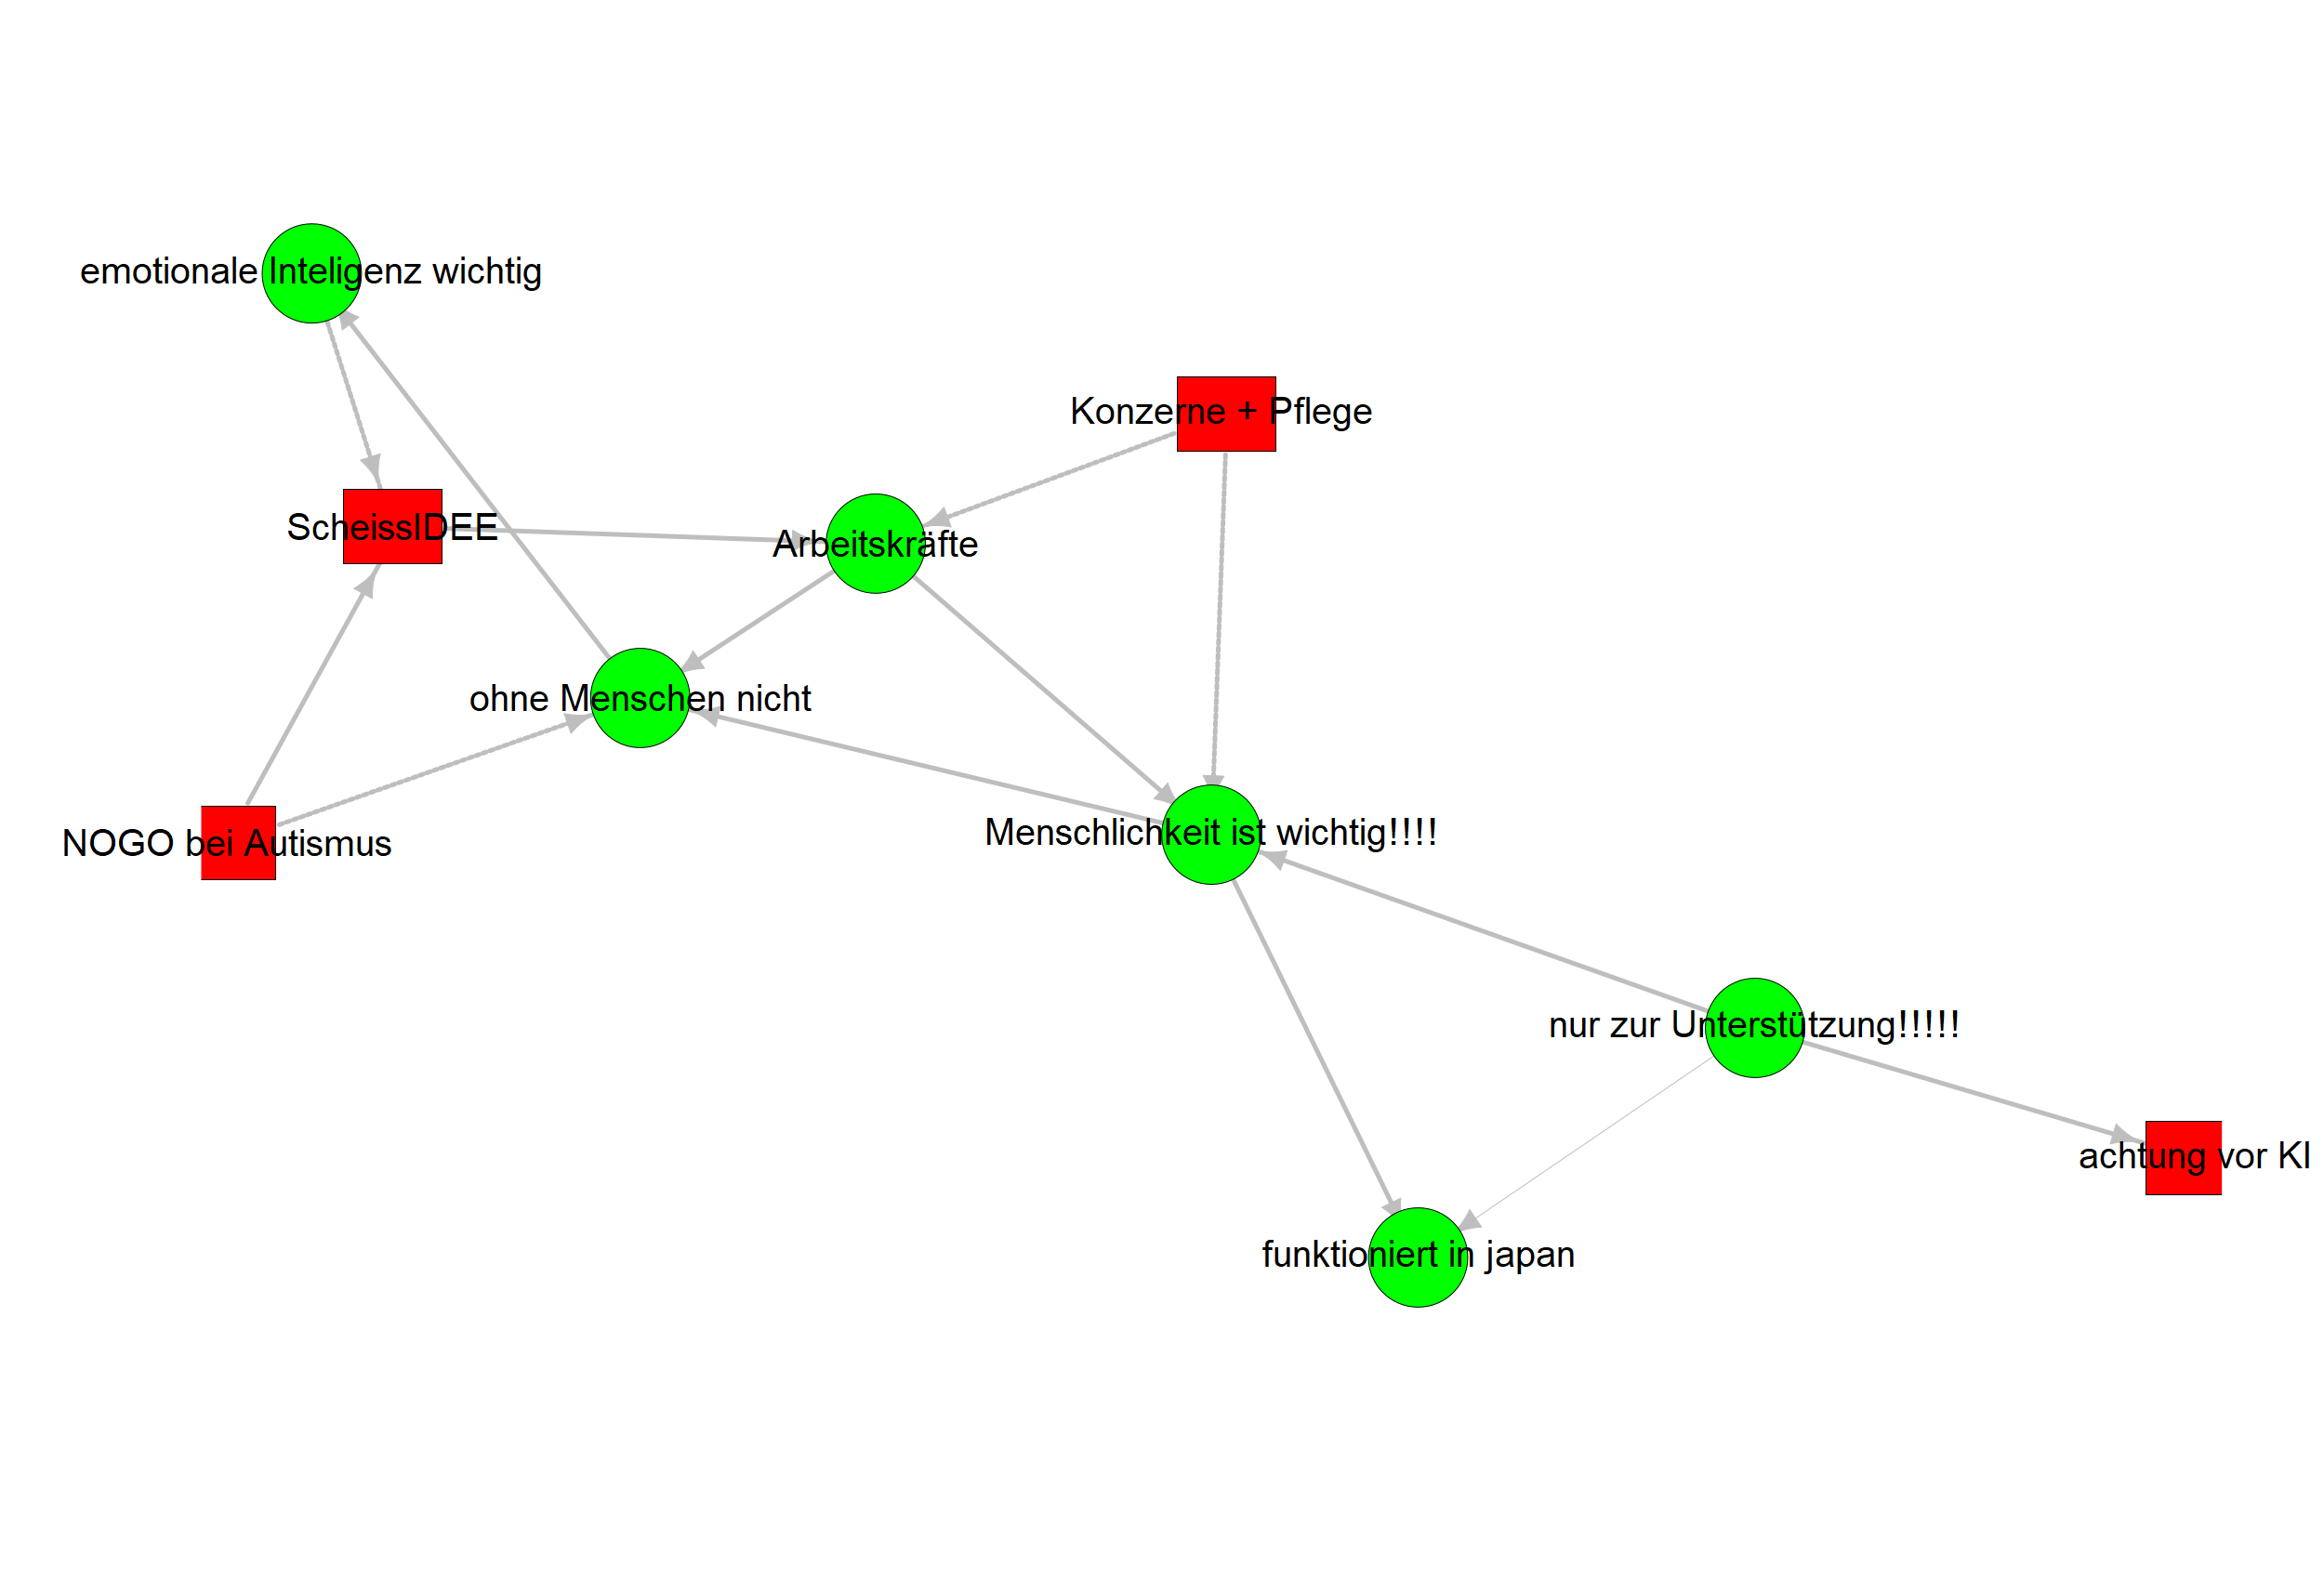 emotionale Inteligenz wichtig
Konzerne + Pflege
ScheissIDEE
Arbeitskräfte
ohne Menschen nicht
Menschlichkeit ist wichtig!!!!
NOGO bei Autismus
nur zur Unterstützung!!!!!
achtung vor KI
funktioniert in japan